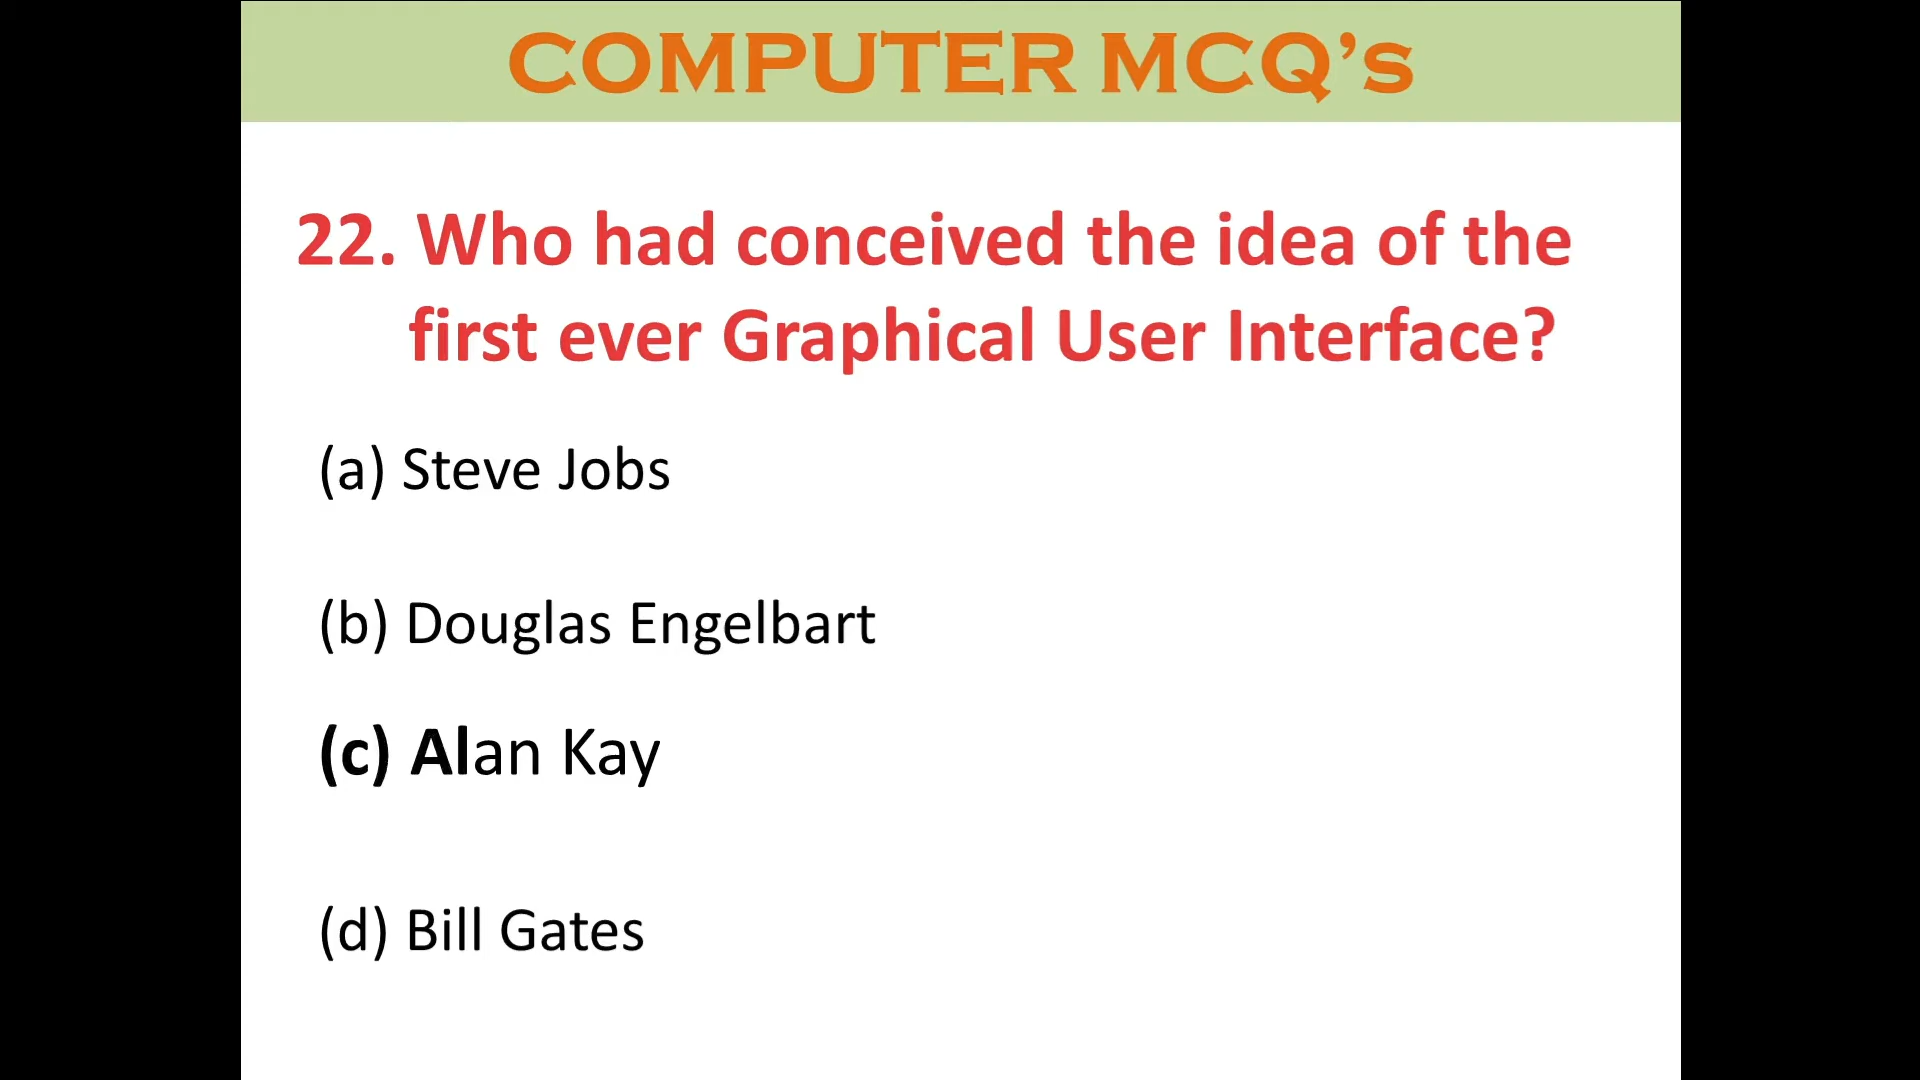 COMPUTER MCQ’s
22. Who had conceived the idea of the
first ever Graphical User Interface?
(a) Steve Jobs
(b) Douglas Engelbart
(c) Alan Kay
(d) Bill Gates